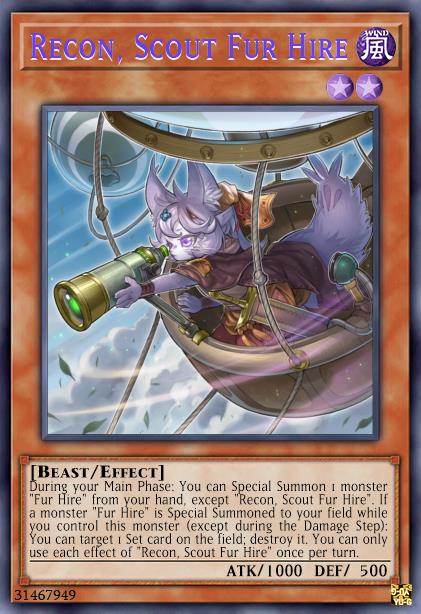 Recon, Scout Fur Hire
WIND
風
[Beast/Effect]
During your Main Phase: You can Special Summon 1 monster
"Fur Hire" from your hand, except "Recon, Scout Fur Hire". If
a monster "Fur Hire" is Special Summoned to your field while
you control this monster (except during the Damage Step):
You can target 1 Set card on the field; destroy it. You can only
use each effect of "Recon, Scout Fur Hire" once per turn.
ATK/1000 DEF/ 500
31467949